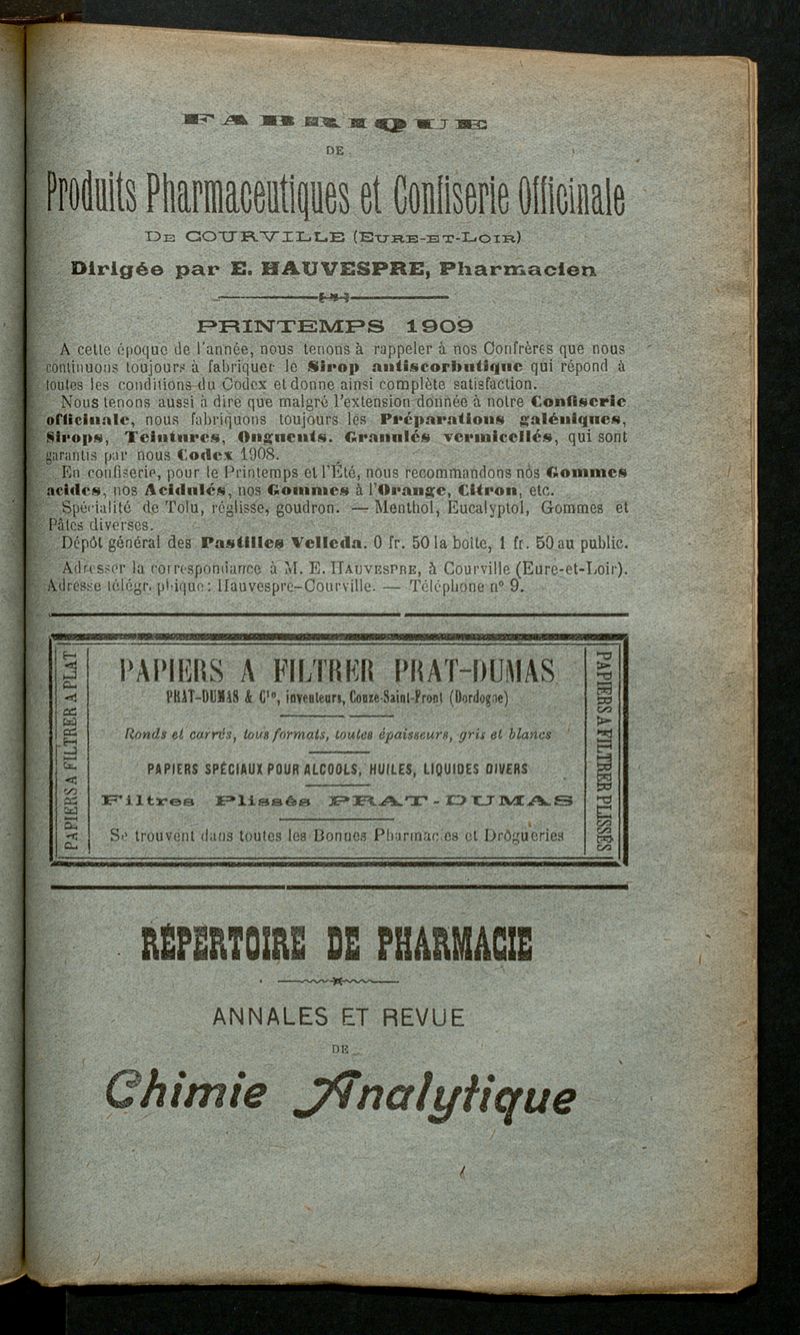 FABRIQUE
DE
Produits Pharmaceutiques et Confiserie Officinale
DE COURVILLE (EURE-ET-LOIR)
Dirigée par E. HAUVESPRE, Pharmacien
PRINTEMPS 1909
A cette époque de l'année, nous tenons à rappeler à nos Confrères que nous
continuons toujours à fabriquer le Sirop antiscorbutique qui répond à
toutes les conditions du Codex et donne ainsi complète satisfaction.
Nous tenons aussi à dire que malgré l'extension donnée à notre Confiserie
officinale, nous fabriquons toujours les Préparations galéniques,
Sirops, Teintures, Onguents. Granulés vermicellés, qui sont
garantis par nous Codex 1908.
En confiserie, pour le Printemps et l'Été, nous recommandons nos Gommes
acides, nos Acidulés, nos Gommes à l'Orange, Citron, etc.
Spécialité de Tolu, réglisse, goudron. — Menthol, Eucalyptol, Gommes et
Pâtes diverses.
Dépôt général des Pastilles Velleda. 0 fr. 50 la boîte, 1 fr. 50 au public.
Adresser la correspondance à M. E. HAUVESPRE, à Courville (Eure-et-Loir).
Adresse télégraphique : Hauvespre-Courville. — Téléphone n° 9.
PAPIERS A FILTRER A PLAT
PAPIERS A FILTRER PRAT-DUMAS
PRAT-DUMAS & Cie, inventeurs, Couze-Saint-Front (Dordogne)
Ronds et carrés, tous formats, toutes épaisseurs, gris et blancs
PAPIERS SPÉCIAUX POUR ALCOOLS, HUILES, LIQUIDES DIVERS
Filtres Plissés PRAT-DUMAS
Se trouvent dans toutes les Bonnes Pharmacies et Drogueries
PAPIERS A FILTRER PLISSÉS
RÉPERTOIRE DE PHARMACIE
ANNALES ET REVUE
DE
Chimie Analytique